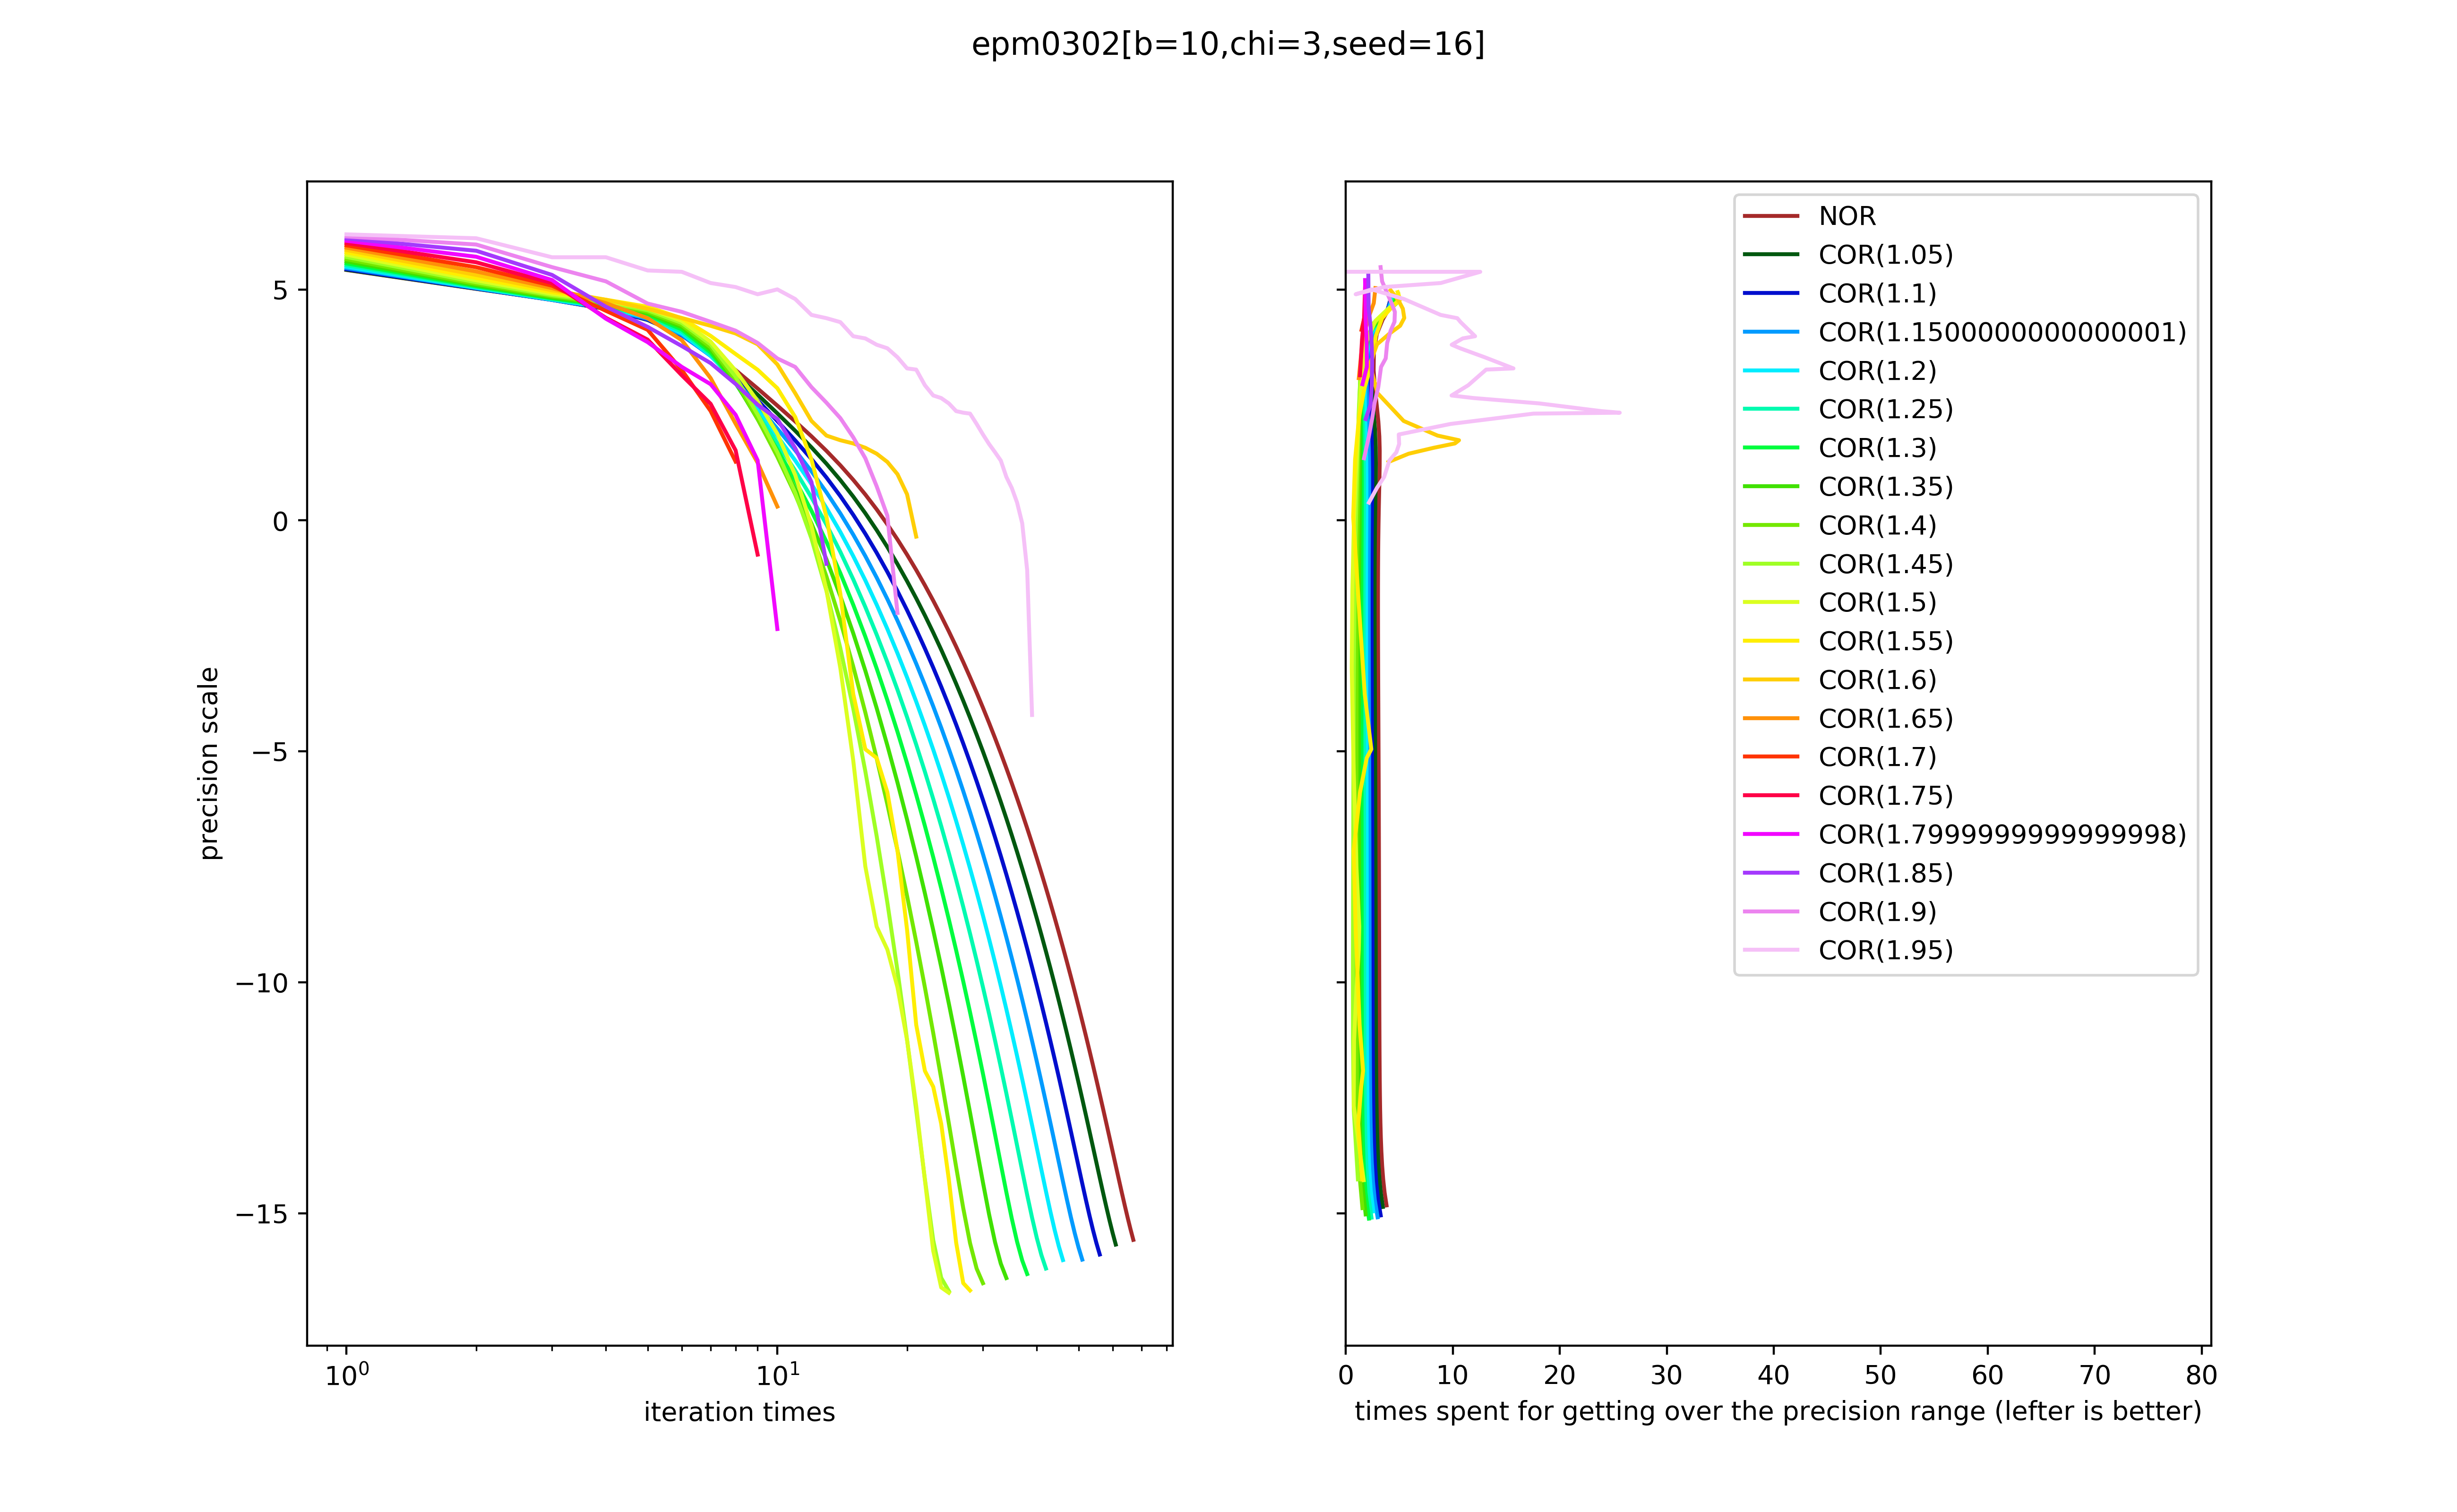 epm0302[b=10,chi=3,seed=16]
precision scale
5
0
−5
−10
−15
10⁰
10¹
iteration times
NOR
COR(1.05)
COR(1.1)
COR(1.1500000000000001)
COR(1.2)
COR(1.25)
COR(1.3)
COR(1.35)
COR(1.4)
COR(1.45)
COR(1.5)
COR(1.55)
COR(1.6)
COR(1.65)
COR(1.7)
COR(1.75)
COR(1.7999999999999998)
COR(1.85)
COR(1.9)
COR(1.95)
0 10 20 30 40 50 60 70 80
times spent for getting over the precision range (lefter is better)